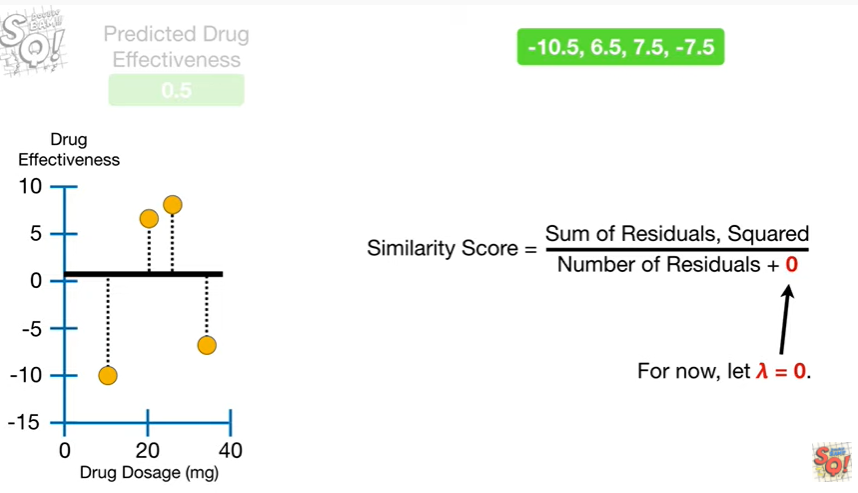 Predicted Drug
Effectiveness
0.5
-10.5, 6.5, 7.5, -7.5
Drug
Effectiveness
10
5
0
-5
-10
-15
0
20
40
Drug Dosage (mg)
Similarity Score =
Sum of Residuals, Squared
Number of Residuals + 0
For now, let λ = 0.